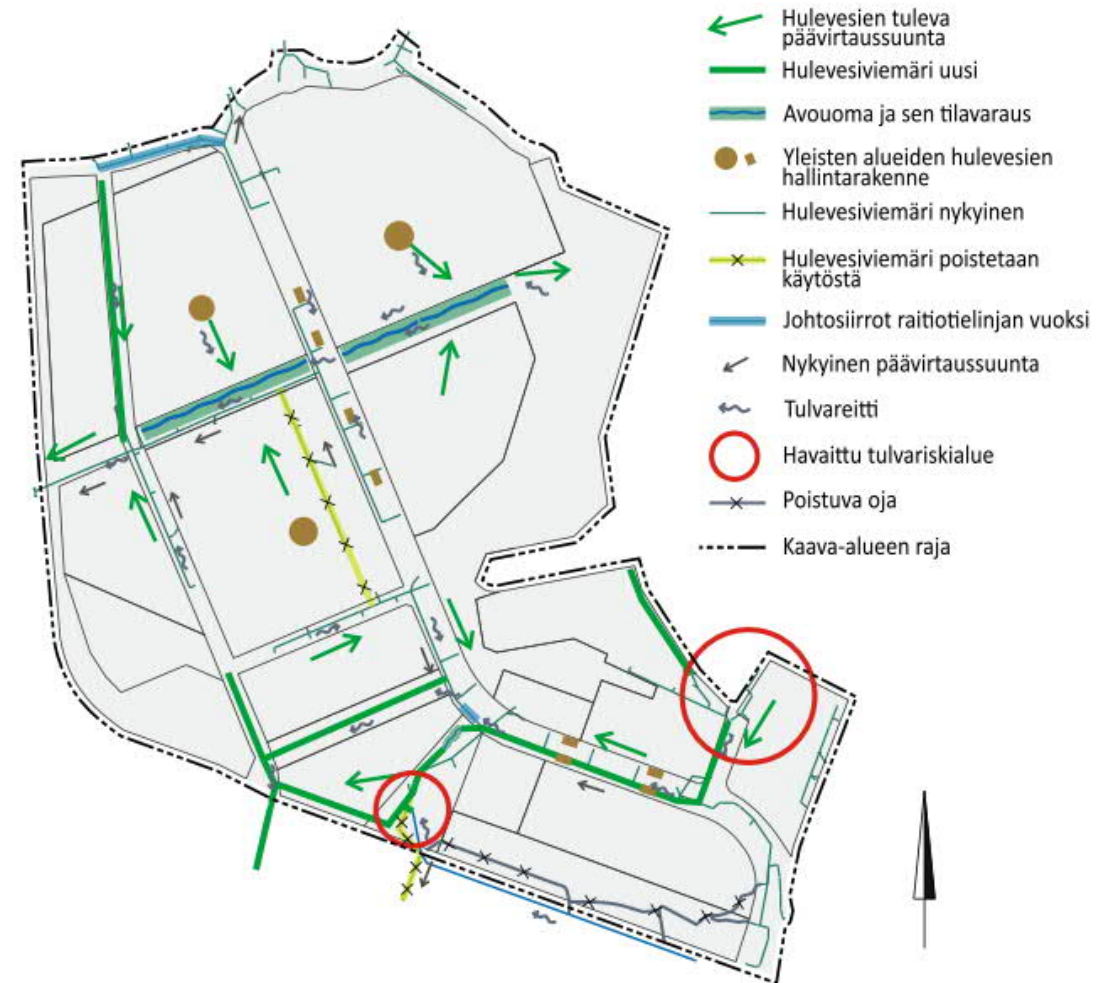 Hulevesien tuleva
päävirtaussuunta
Hulevesiviemäri uusi
Avouoma ja sen tilavaraus
Yleisten alueiden hulevesien
hallintarakenne
Hulevesiviemäri nykyinen
Hulevesiviemäri poistetaan
käytöstä
Johtosiirrot raitiotielinjan vuoksi
Nykyinen päävirtaussuunta
Tulvareitti
Havaittu tulvariskialue
Poistuva oja
Kaava-alueen raja